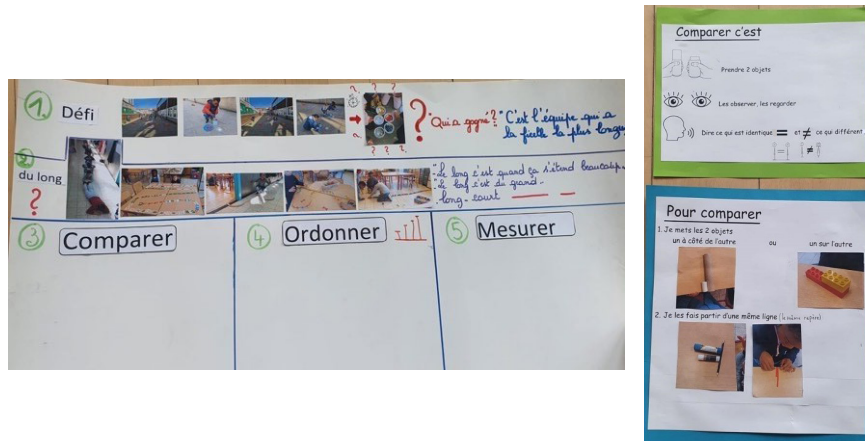 1. Défi
? ?
?
"Qui a gagné?" "C'est l'équipe qui a
la ficelle la plus longue.
? ? ?
2.
du long
?
"Le long c'est quand ça s'étend beaucoup."
"Le long c'est du grand."
long - court
3 Comparer
4 Ordonner
5 Mesurer
Comparer c'est
Prendre 2 objets
Les observer, les regarder
Dire ce qui est identique = et ≠ ce qui différent
= ≠
Pour comparer
1. Je mets les 2 objets
un à côté de l'autre ou un sur l'autre
2. Je les fais partir d'une même ligne (le même repère)